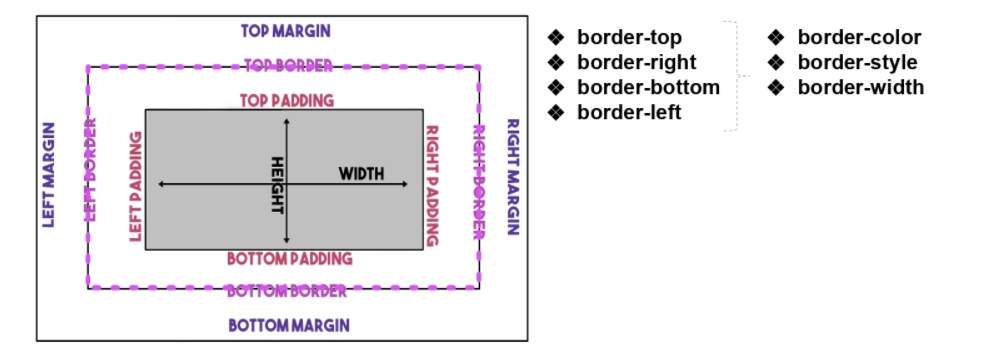 TOP MARGIN
TOP BORDER
TOP PADDING
LEFT MARGIN
LEFT BORDER
LEFT PADDING
HEIGHT
WIDTH
RIGHT PADDING
RIGHT BORDER
RIGHT MARGIN
BOTTOM PADDING
BOTTOM BORDER
BOTTOM MARGIN
❖ border-top
❖ border-right
❖ border-bottom
❖ border-left
❖ border-color
❖ border-style
❖ border-width